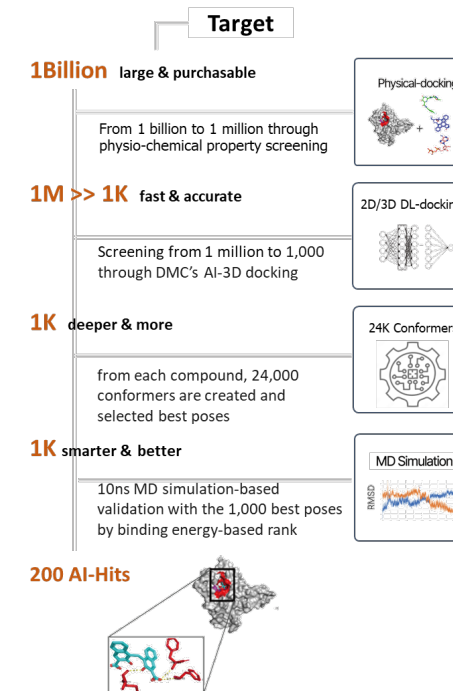 Target
1Billion large & purchasable
Physical-docking
+
From 1 billion to 1 million through
physio-chemical property screening
1M >> 1K fast & accurate
2D/3D DL-docking
Screening from 1 million to 1,000
through DMC's AI-3D docking
1K deeper & more
24K Conformer
from each compound, 24,000
conformers are created and
selected best poses
1K smarter & better
MD Simulation
RMSD
10ns MD simulation-based
validation with the 1,000 best poses
by binding energy-based rank
200 AI-Hits